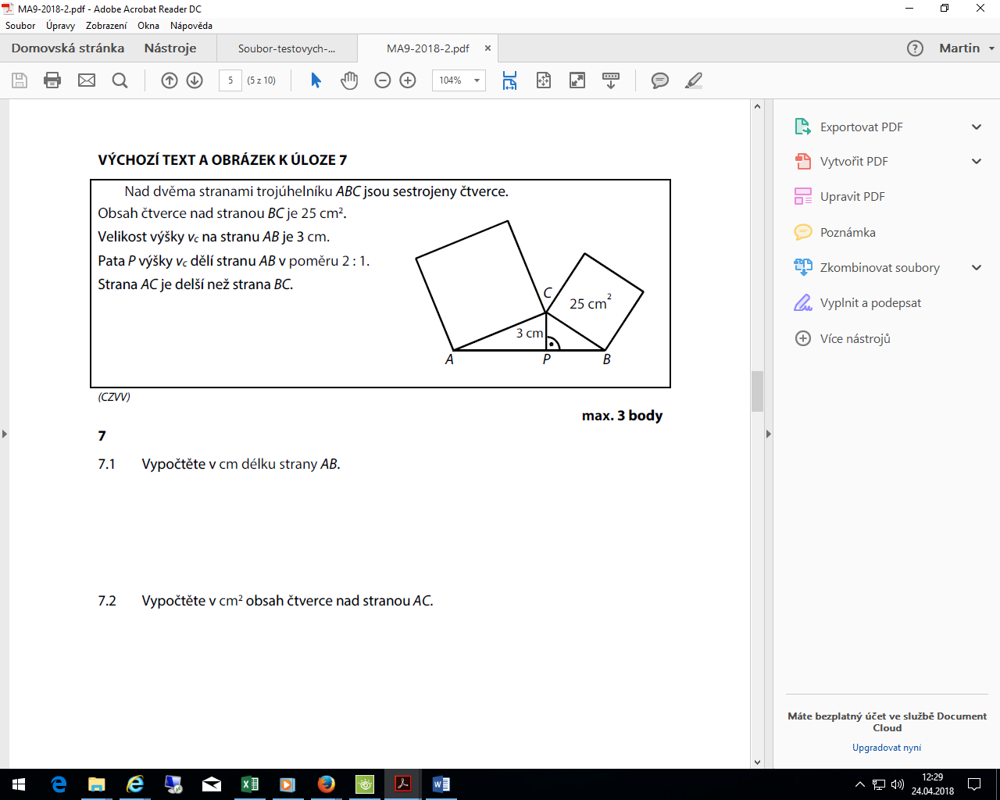 MA9-2018-2.pdf - Adobe Acrobat Reader DC
Soubor Úpravy Zobrazení Okna Nápověda
Domovská stránka Nástroje Soubor-testovych-... MA9-2018-2.pdf × ? Martin
5 (5 z 10) 104%
VÝCHOZÍ TEXT A OBRÁZEK K ÚLOZE 7
Nad dvěma stranami trojúhelníku ABC jsou sestrojeny čtverce.
Obsah čtverce nad stranou BC je 25 cm².
Velikost výšky v_c na stranu AB je 3 cm.
Pata P výšky v_c dělí stranu AB v poměru 2 : 1.
Strana AC je delší než strana BC.
C
25 cm²
3 cm
A P B
(CZVV)
max. 3 body
7
7.1 Vypočtěte v cm délku strany AB.
7.2 Vypočtěte v cm² obsah čtverce nad stranou AC.
Exportovat PDF
Vytvořit PDF
Upravit PDF
Poznámka
Zkombinovat soubory
Vyplnit a podepsat
Více nástrojů
Máte bezplatný účet ve službě Document
Cloud
Upgradovat nyní
12:29
24.04.2018